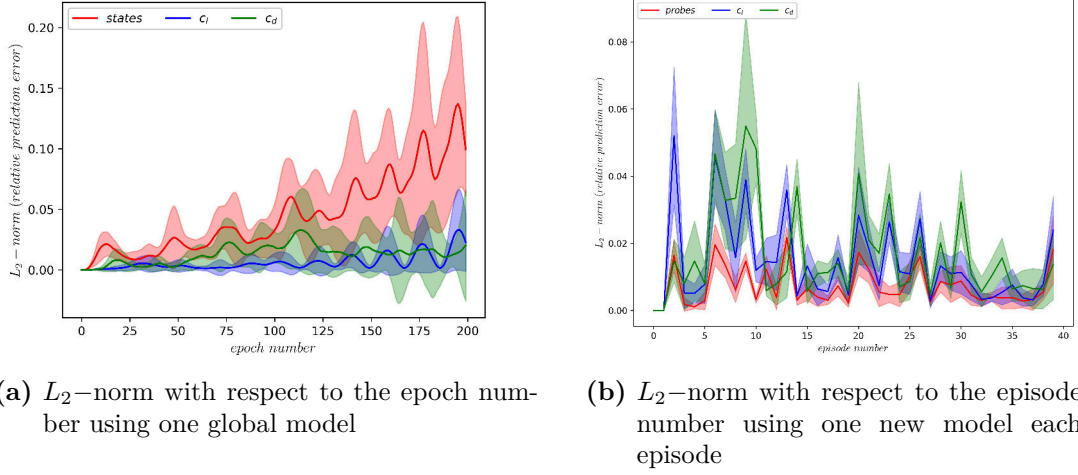 states c_l c_d
L_2 − norm (relative prediction error)
0.20
0.15
0.10
0.05
0.00
0 25 50 75 100 125 150 175 200
epoch number
probes c_l c_d
L_2 − norm (relative prediction error)
0.08
0.06
0.04
0.02
0.00
0 5 10 15 20 25 30 35 40
episode number
(a) L_2−norm with respect to the epoch num-
ber using one global model
(b) L_2−norm with respect to the episode
number using one new model each
episode